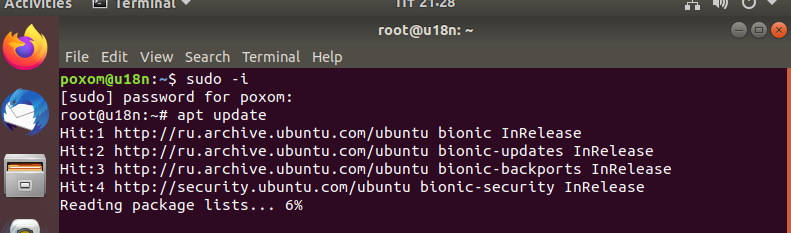 Activities Terminal ▾ Пт 21:28
root@u18n: ~
File Edit View Search Terminal Help
poxom@u18n:~$ sudo -i
[sudo] password for poxom:
root@u18n:~# apt update
Hit:1 http://ru.archive.ubuntu.com/ubuntu bionic InRelease
Hit:2 http://ru.archive.ubuntu.com/ubuntu bionic-updates InRelease
Hit:3 http://ru.archive.ubuntu.com/ubuntu bionic-backports InRelease
Hit:4 http://security.ubuntu.com/ubuntu bionic-security InRelease
Reading package lists... 6%